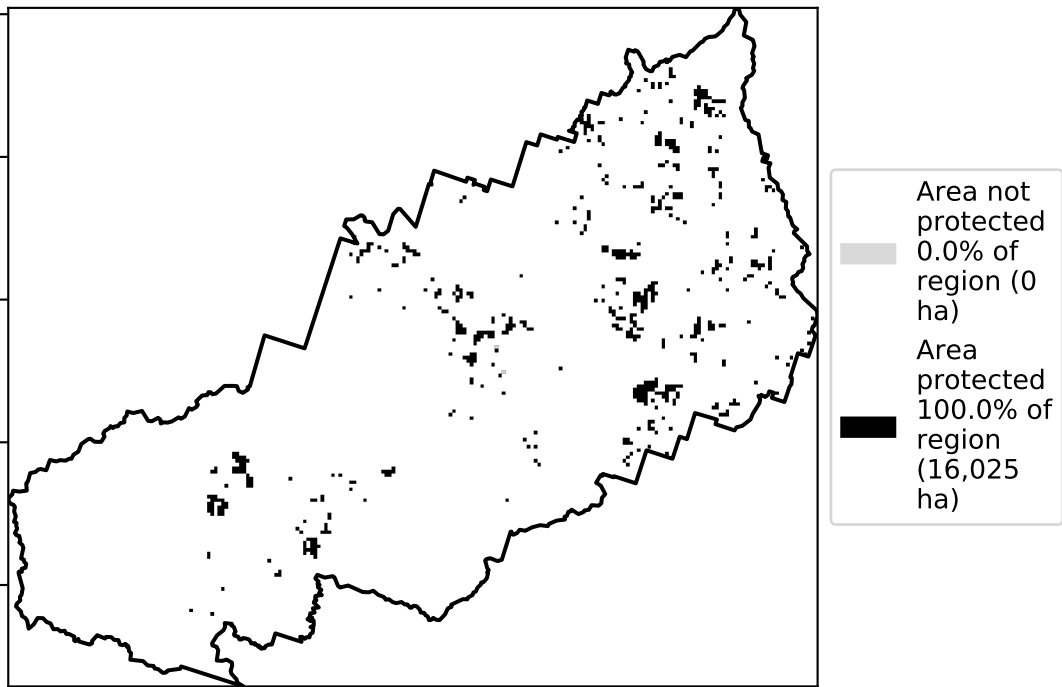 Area not
protected
0.0% of
region (0
ha)
Area
protected
100.0% of
region
(16,025
ha)